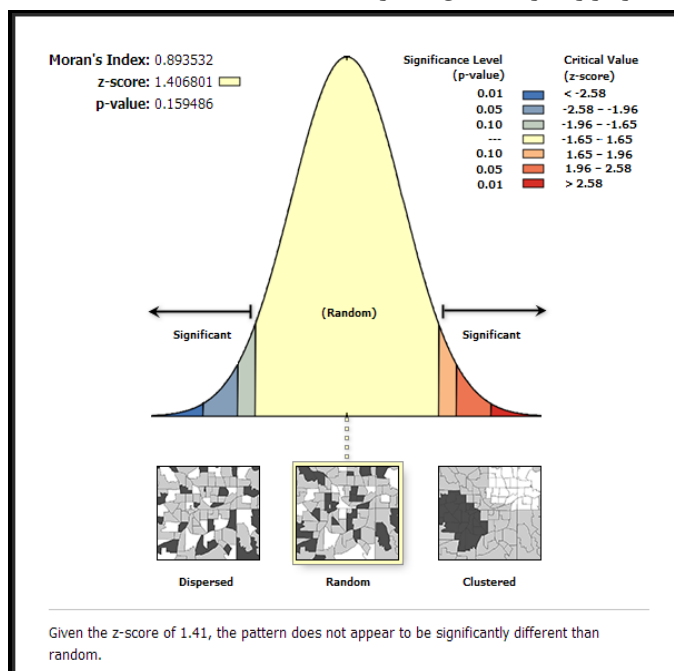 Moran's Index: 0.893532
z-score: 1.406801
p-value: 0.159486
Significance Level
(p-value)
Critical Value
(z-score)
0.01 < -2.58
0.05 -2.58 – -1.96
0.10 -1.96 – -1.65
--- -1.65 – 1.65
0.10 1.65 – 1.96
0.05 1.96 – 2.58
0.01 > 2.58
(Random)
Significant
Significant
Dispersed
Random
Clustered
Given the z-score of 1.41, the pattern does not appear to be significantly different than
random.